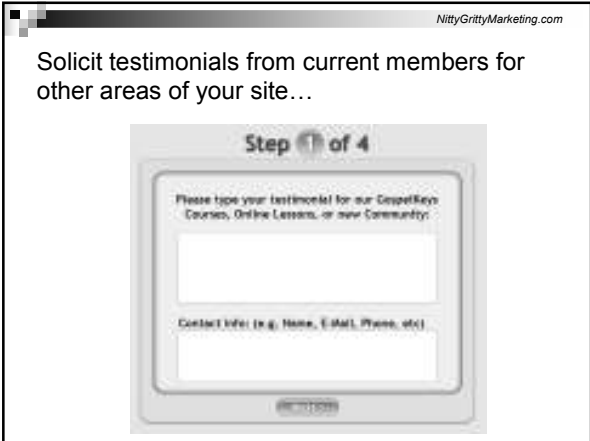 NittyGrittyMarketing.com
Solicit testimonials from current members for
other areas of your site…
Step 1 of 4
Please type your testimonial for our GospelKeys
Courses, Online Lessons, or new Community:
Contact Info: (e.g. Name, E-Mail, Phone, etc)